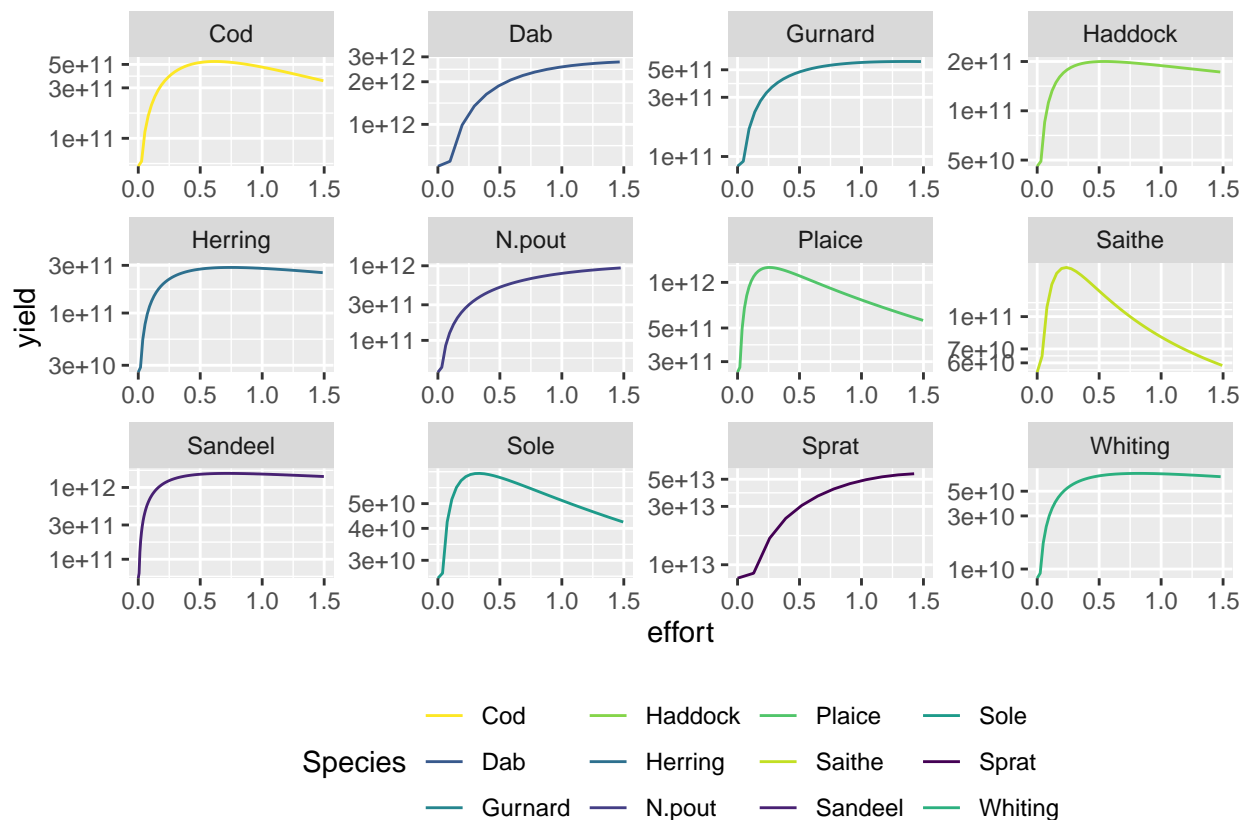 Cod Dab Gurnard Haddock
5e+11 3e+11 1e+11
3e+12 2e+12 1e+12
5e+11 3e+11 1e+11
2e+11 1e+11 5e+10
0.0 0.5 1.0 1.5 0.0 0.5 1.0 1.5 0.0 0.5 1.0 1.5 0.0 0.5 1.0 1.5
Herring N.pout Plaice Saithe
3e+11 1e+11 3e+10
1e+12 3e+11 1e+11
1e+12 5e+11 3e+11
1e+11 7e+10 6e+10
0.0 0.5 1.0 1.5 0.0 0.5 1.0 1.5 0.0 0.5 1.0 1.5 0.0 0.5 1.0 1.5
yield
Sandeel Sole Sprat Whiting
1e+12 3e+11 1e+11
5e+10 4e+10 3e+10
5e+13 3e+13 1e+13
5e+10 3e+10 1e+10
0.0 0.5 1.0 1.5 0.0 0.5 1.0 1.5 0.0 0.5 1.0 1.5 0.0 0.5 1.0 1.5
effort
Species
Cod Haddock Plaice Sole
Dab Herring Saithe Sprat
Gurnard N.pout Sandeel Whiting